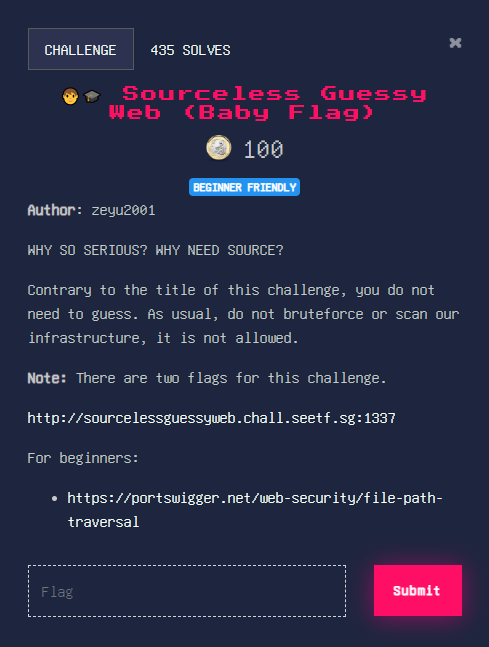 CHALLENGE 435 SOLVES
Sourceless Guessy
Web (Baby Flag)
100
BEGINNER FRIENDLY
Author: zeyu2001
WHY SO SERIOUS? WHY NEED SOURCE?
Contrary to the title of this challenge, you do not
need to guess. As usual, do not bruteforce or scan our
infrastructure, it is not allowed.
Note: There are two flags for this challenge.
http://sourcelessguessyweb.chall.seetf.sg:1337
For beginners:
• https://portswigger.net/web-security/file-path-
traversal
Flag
Submit